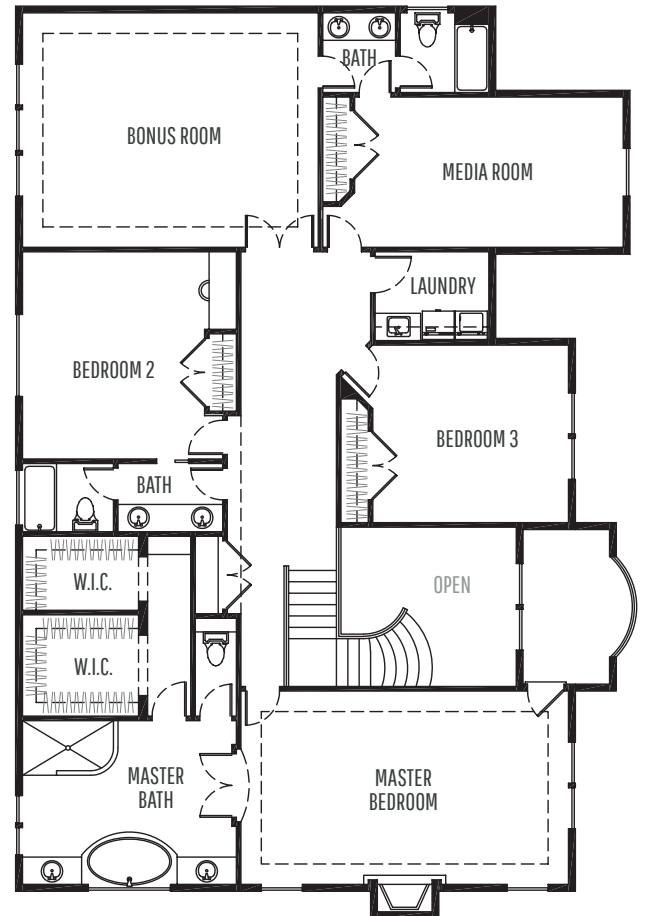 BATH
BONUS ROOM
MEDIA ROOM
LAUNDRY
BEDROOM 2
BEDROOM 3
BATH
W.I.C.
OPEN
W.I.C.
MASTER
BATH
MASTER
BEDROOM